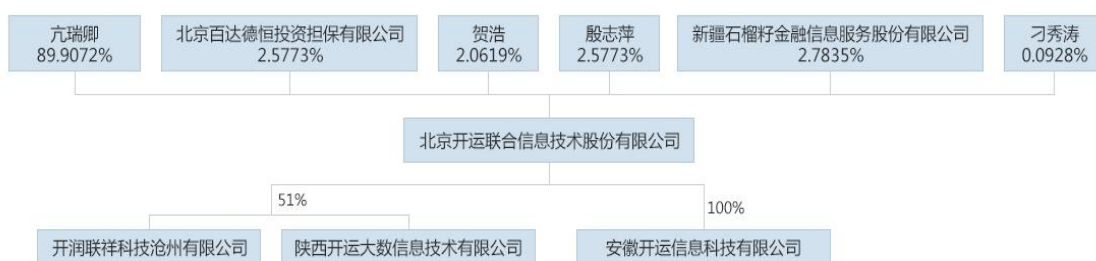 亢瑞卿
89.9072%
北京百达德恒投资担保有限公司
2.5773%
贺浩
2.0619%
殷志萍
2.5773%
新疆石榴籽金融信息服务股份有限公司
2.7835%
刁秀涛
0.0928%
北京开运联合信息技术股份有限公司
51%
100%
开润联祥科技沧州有限公司
陕西开运大数信息技术有限公司
安徽开运信息科技有限公司